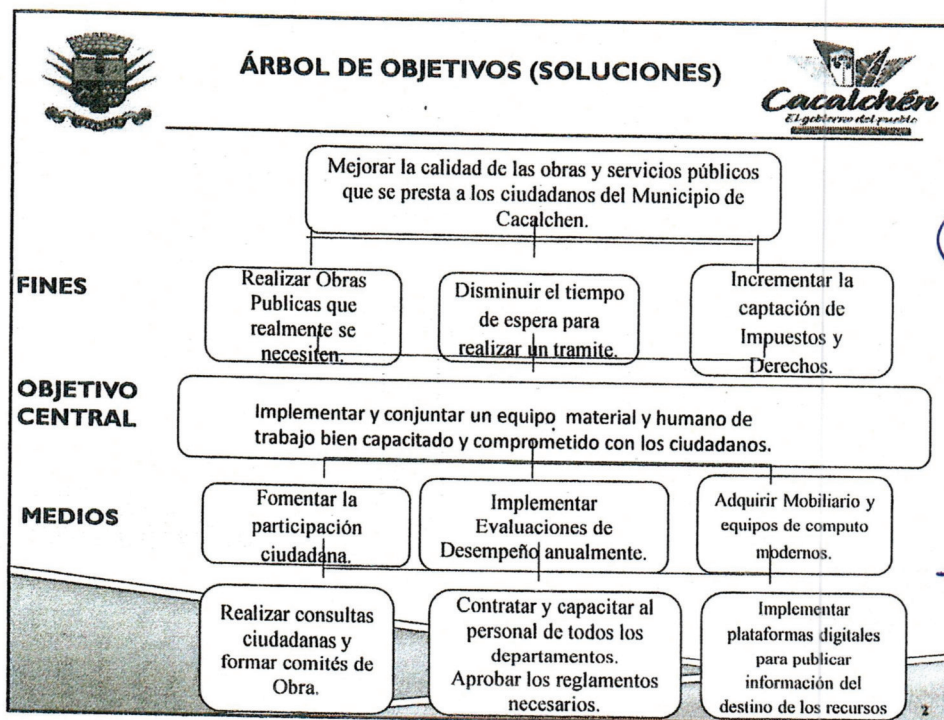 ÁRBOL DE OBJETIVOS (SOLUCIONES)
Cacalchén
El gobierno del pueblo
Mejorar la calidad de las obras y servicios públicos
que se presta a los ciudadanos del Municipio de
Cacalchen.
FINES
Realizar Obras
Publicas que
realmente se
necesiten.
Disminuir el tiempo
de espera para
realizar un tramite.
Incrementar la
captación de
Impuestos y
Derechos.
OBJETIVO
CENTRAL
Implementar y conjuntar un equipo material y humano de
trabajo bien capacitado y comprometido con los ciudadanos.
MEDIOS
Fomentar la
participación
ciudadana.
Implementar
Evaluaciones de
Desempeño anualmente.
Adquirir Mobiliario y
equipos de computo
modernos.
Realizar consultas
ciudadanas y
formar comités de
Obra.
Contratar y capacitar al
personal de todos los
departamentos.
Aprobar los reglamentos
necesarios.
Implementar
plataformas digitales
para publicar
información del
destino de los recursos
2